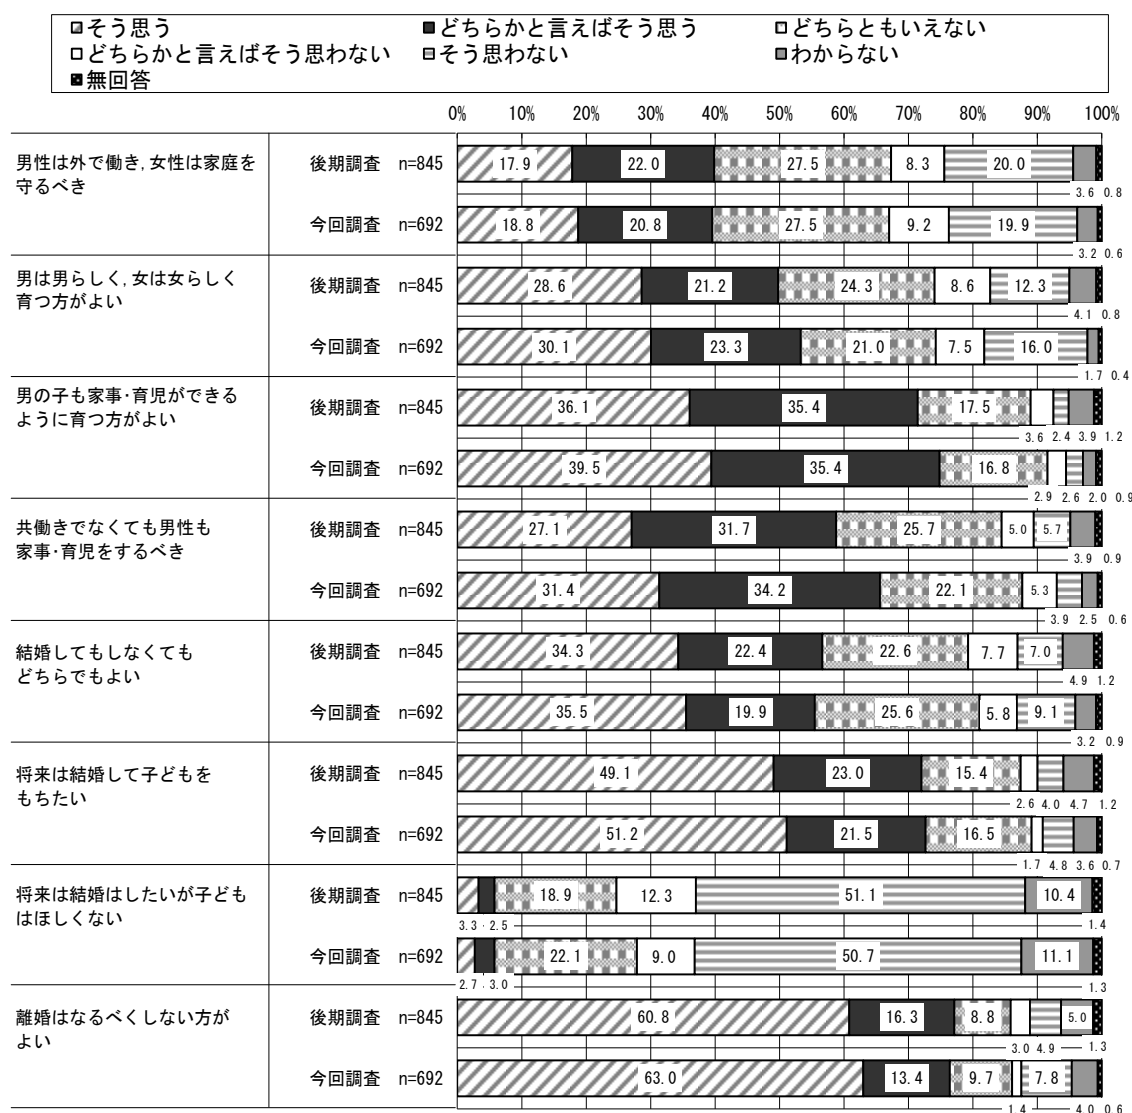 そう思う どちらかと言えばそう思う どちらともいえない
どちらかと言えばそう思わない そう思わない わからない
無回答
0% 10% 20% 30% 40% 50% 60% 70% 80% 90% 100%
男性は外で働き,女性は家庭を
守るべき
後期調査 n=845 17.9 22.0 27.5 8.3 20.0
3.6 0.8
今回調査 n=692 18.8 20.8 27.5 9.2 19.9
3.2 0.6
男は男らしく,女は女らしく
育つ方がよい
後期調査 n=845 28.6 21.2 24.3 8.6 12.3
4.1 0.8
今回調査 n=692 30.1 23.3 21.0 7.5 16.0
1.7 0.4
男の子も家事・育児ができる
ように育つ方がよい
後期調査 n=845 36.1 35.4 17.5
3.6 2.4 3.9 1.2
今回調査 n=692 39.5 35.4 16.8
2.9 2.6 2.0 0.9
共働きでなくても男性も
家事・育児をするべき
後期調査 n=845 27.1 31.7 25.7 5.0 5.7
3.9 0.9
今回調査 n=692 31.4 34.2 22.1 5.3
3.9 2.5 0.6
結婚してもしなくても
どちらでもよい
後期調査 n=845 34.3 22.4 22.6 7.7 7.0
4.9 1.2
今回調査 n=692 35.5 19.9 25.6 5.8 9.1
3.2 0.9
将来は結婚して子どもを
もちたい
後期調査 n=845 49.1 23.0 15.4
2.6 4.0 4.7 1.2
今回調査 n=692 51.2 21.5 16.5
1.7 4.8 3.6 0.7
将来は結婚はしたいが子ども
はほしくない
後期調査 n=845 18.9 12.3 51.1 10.4
3.3 2.5 1.4
今回調査 n=692 22.1 9.0 50.7 11.1
2.7 3.0 1.3
離婚はなるべくしない方が
よい
後期調査 n=845 60.8 16.3 8.8 5.0
3.0 4.9 1.3
今回調査 n=692 63.0 13.4 9.7 7.8
1.4 4.0 0.6